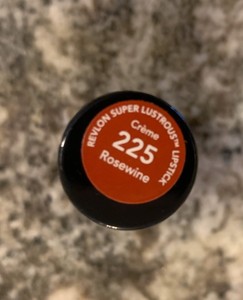 REVLON SUPER LUSTROUS™ LIPSTICK
Crème
225
Rosewine